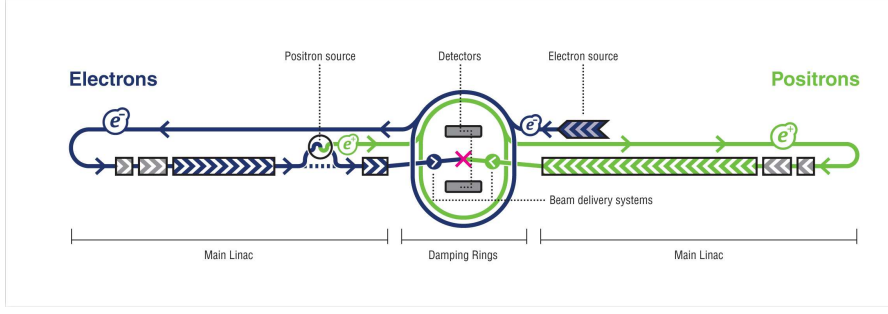 Positron source
Detectors
Electron source
Electrons
Positrons
e-
e-
e+
e+
Beam delivery systems
Main Linac
Damping Rings
Main Linac